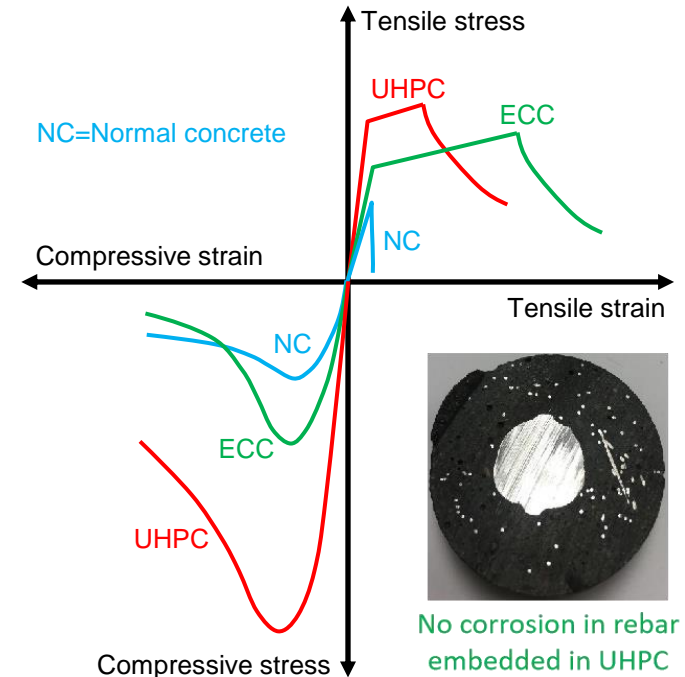 Tensile stress
UHPC
ECC
NC=Normal concrete
NC
Compressive strain
Tensile strain
NC
ECC
UHPC
No corrosion in rebar
embedded in UHPC
Compressive stress